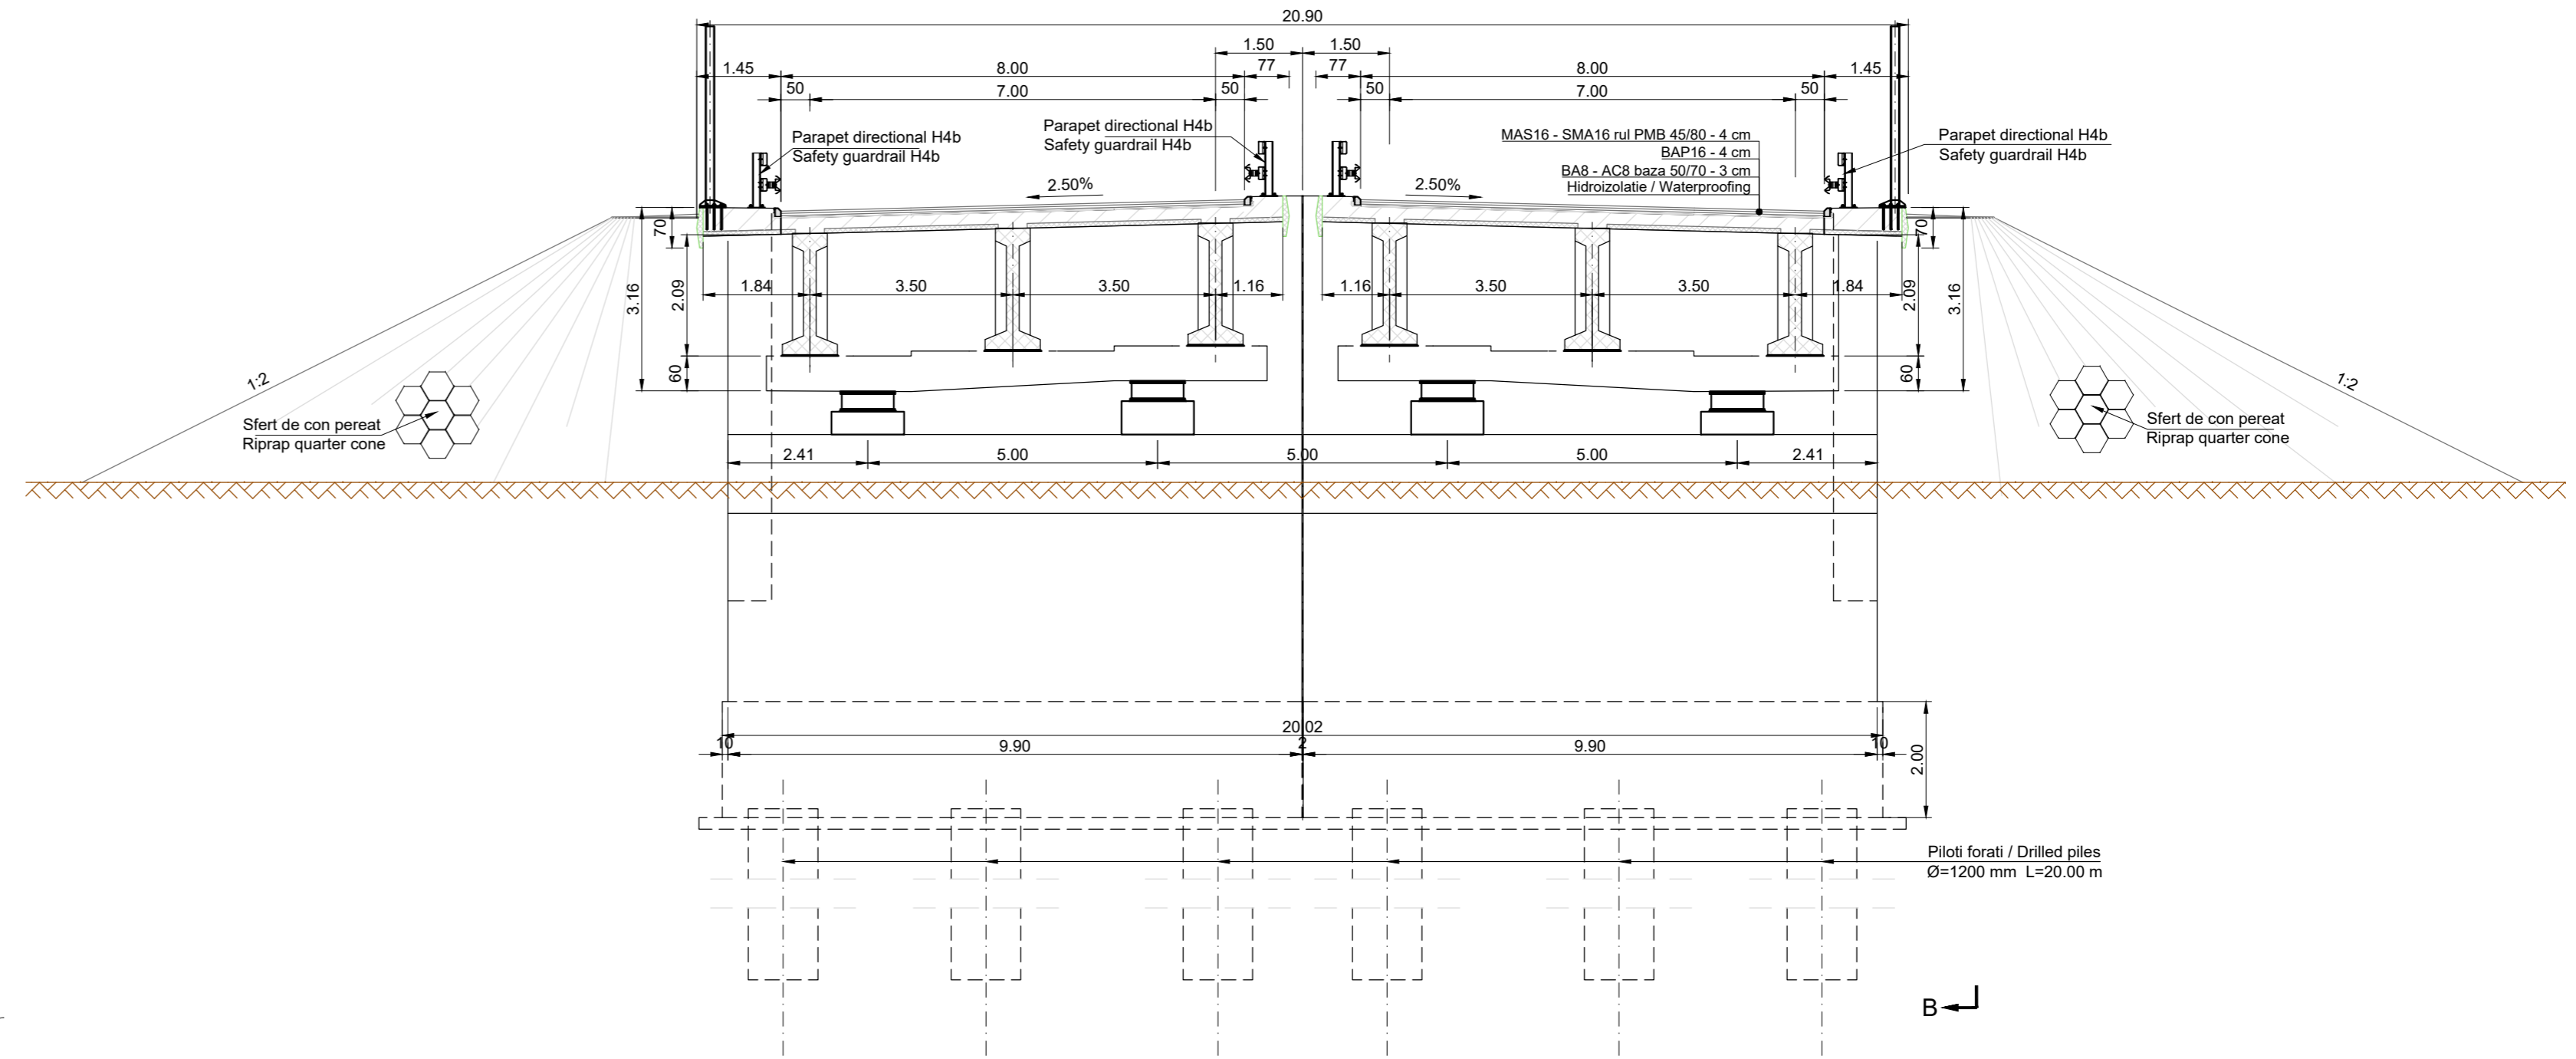 20.90
1.50 1.50
1.45 8.00 77 77 8.00 1.45
50 7.00 50 50 7.00 50
Parapet directional H4b
Safety guardrail H4b
Parapet directional H4b
Safety guardrail H4b
MAS16 - SMA16 rul PMB 45/80 - 4 cm
BAP16 - 4 cm
BA8 - AC8 baza 50/70 - 3 cm
Hidroizolatie / Waterproofing
Parapet directional H4b
Safety guardrail H4b
2.50% 2.50%
70 70
3.16 2.09 2.09 3.16
1.84 3.50 3.50 1.16 1.16 3.50 3.50 1.84
60 60
1:2 1:2
Sfert de con pereat
Riprap quarter cone
Sfert de con pereat
Riprap quarter cone
2.41 5.00 5.00 5.00 2.41
20.02
10 9.90 2 9.90 10
2.00
Piloti forati / Drilled piles
Ø=1200 mm L=20.00 m
B